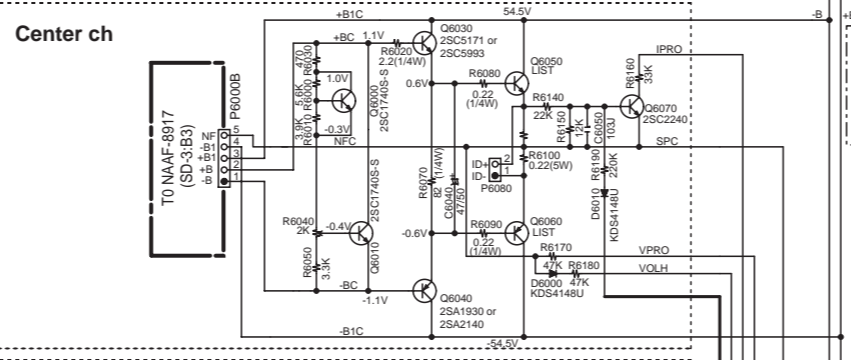 Center ch
+B1C
54.5V
-B
+B
+BC
1.1V
Q6030
2SC5171 or
2SC5993
R6020
2.2(1/4W)
Q6050
LIST
IPRO
R6030
470
1.0V
Q6000
2SC1740S-S
0.6V
R6080
0.22
(1/4W)
R6160
33K
P6000B
5.6K
R6010
3.9K
-0.3V
R6140
22K
R6150
12K
C6050
103J
Q6070
2SC2240
NF 5
-B1 4
+B1 3
+B 2
-B 1
T0 NAAF-8917
(SD-3:B3)
NFC
SPC
R6070
82 (1/4W)
C6040
47/50
+
ID+ 2
ID- 1
P6080
R6100
0.22(5W)
R6190
220K
D6010
KDS4148U
2SC1740S-S
R6040
2K
-0.4V
Q6010
-0.6V
R6090
0.22
(1/4W)
Q6060
LIST
R6050
3.3K
R6170
47K
VPRO
R6180
47K
VOLH
D6000
KDS4148U
-BC
-1.1V
Q6040
2SA1930 or
2SA2140
-B1C
-54.5V